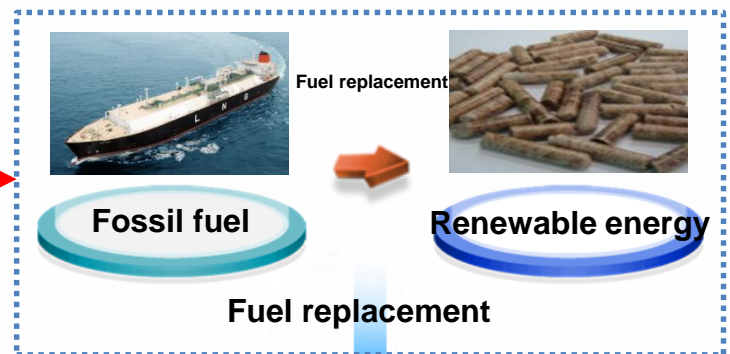 Fuel replacement
L N G
Fossil fuel
Renewable energy
Fuel replacement